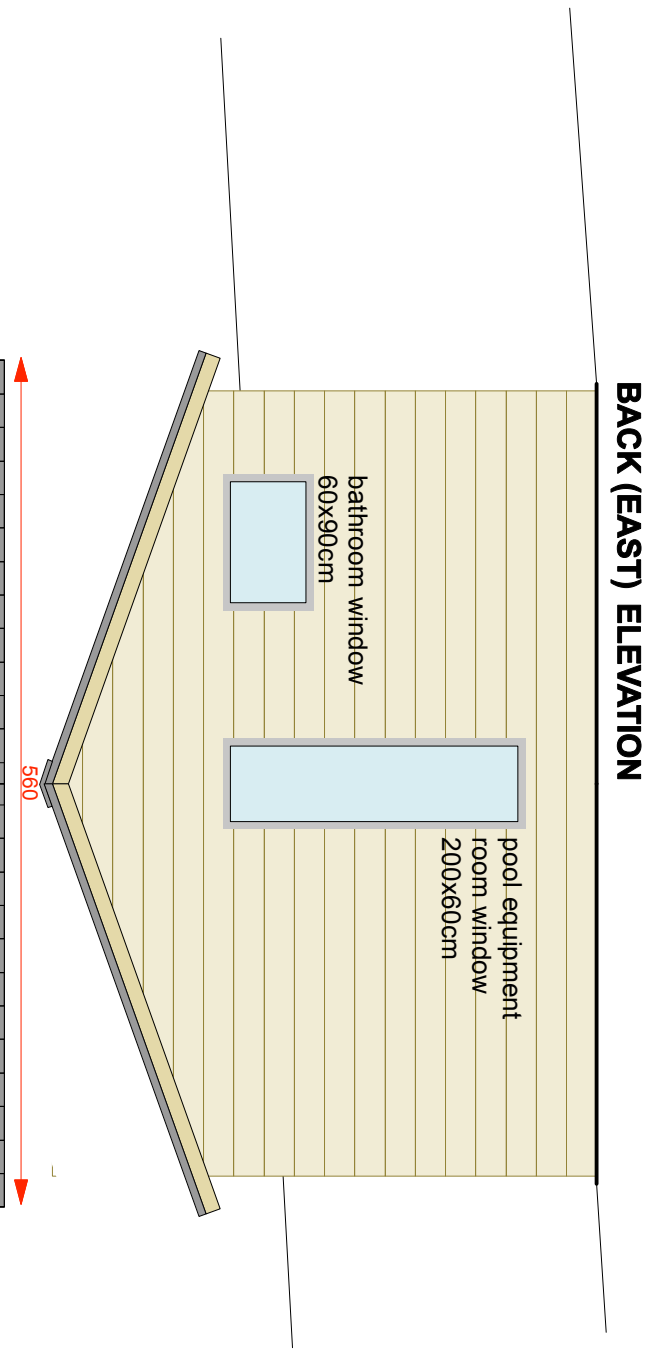 BACK (EAST) ELEVATION
pool equipment
room window
200x60cm
bathroom window
60x90cm
560